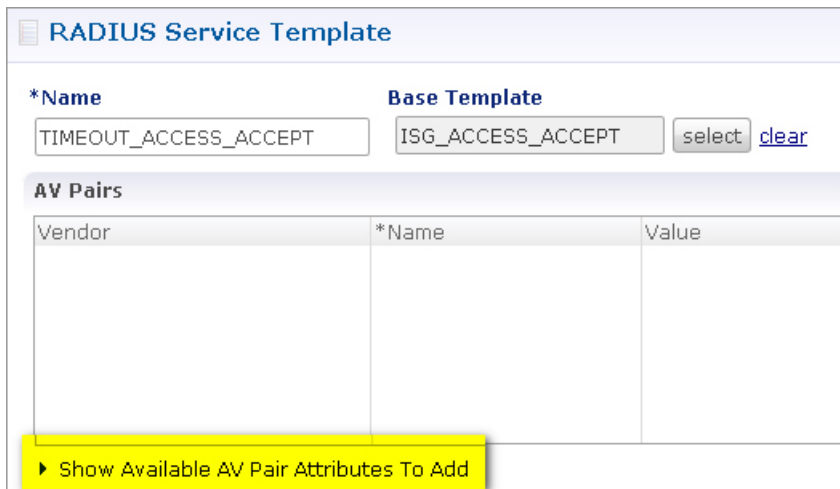 RADIUS Service Template
*Name Base Template
TIMEOUT_ACCESS_ACCEPT ISG_ACCESS_ACCEPT select clear
AV Pairs
Vendor *Name Value
Show Available AV Pair Attributes To Add